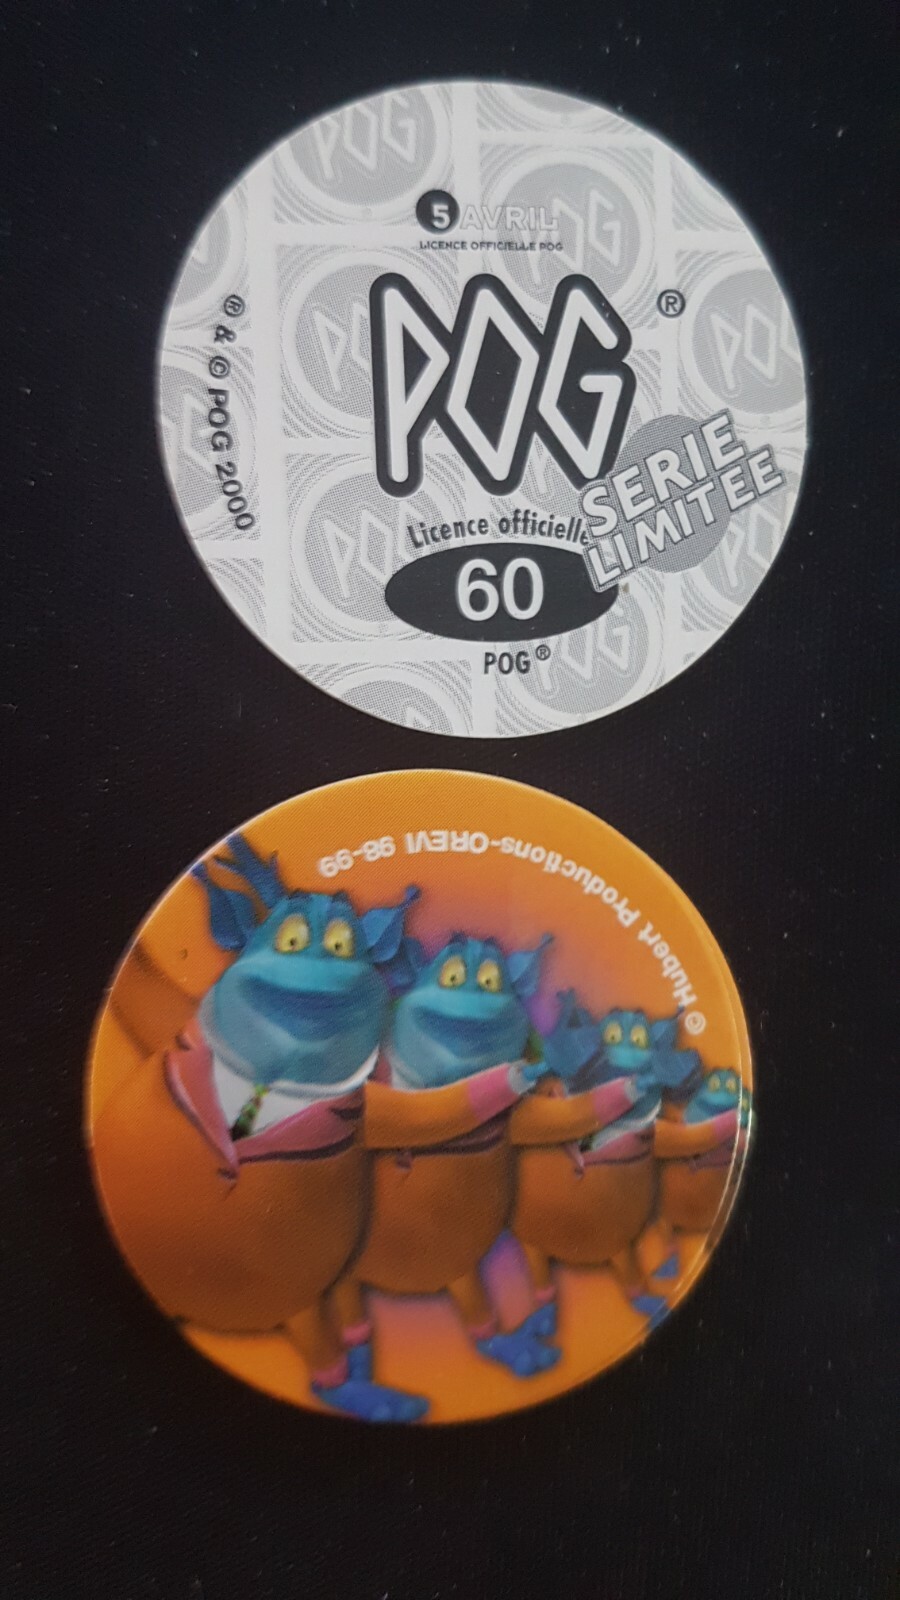 5 AVRIL
LICENCE OFFICIELLE POG
POG ®
® & © POG 2000
SERIE
LIMITEE
Licence officielle
60
POG®
© Hubert Productions-OREVI 98-99